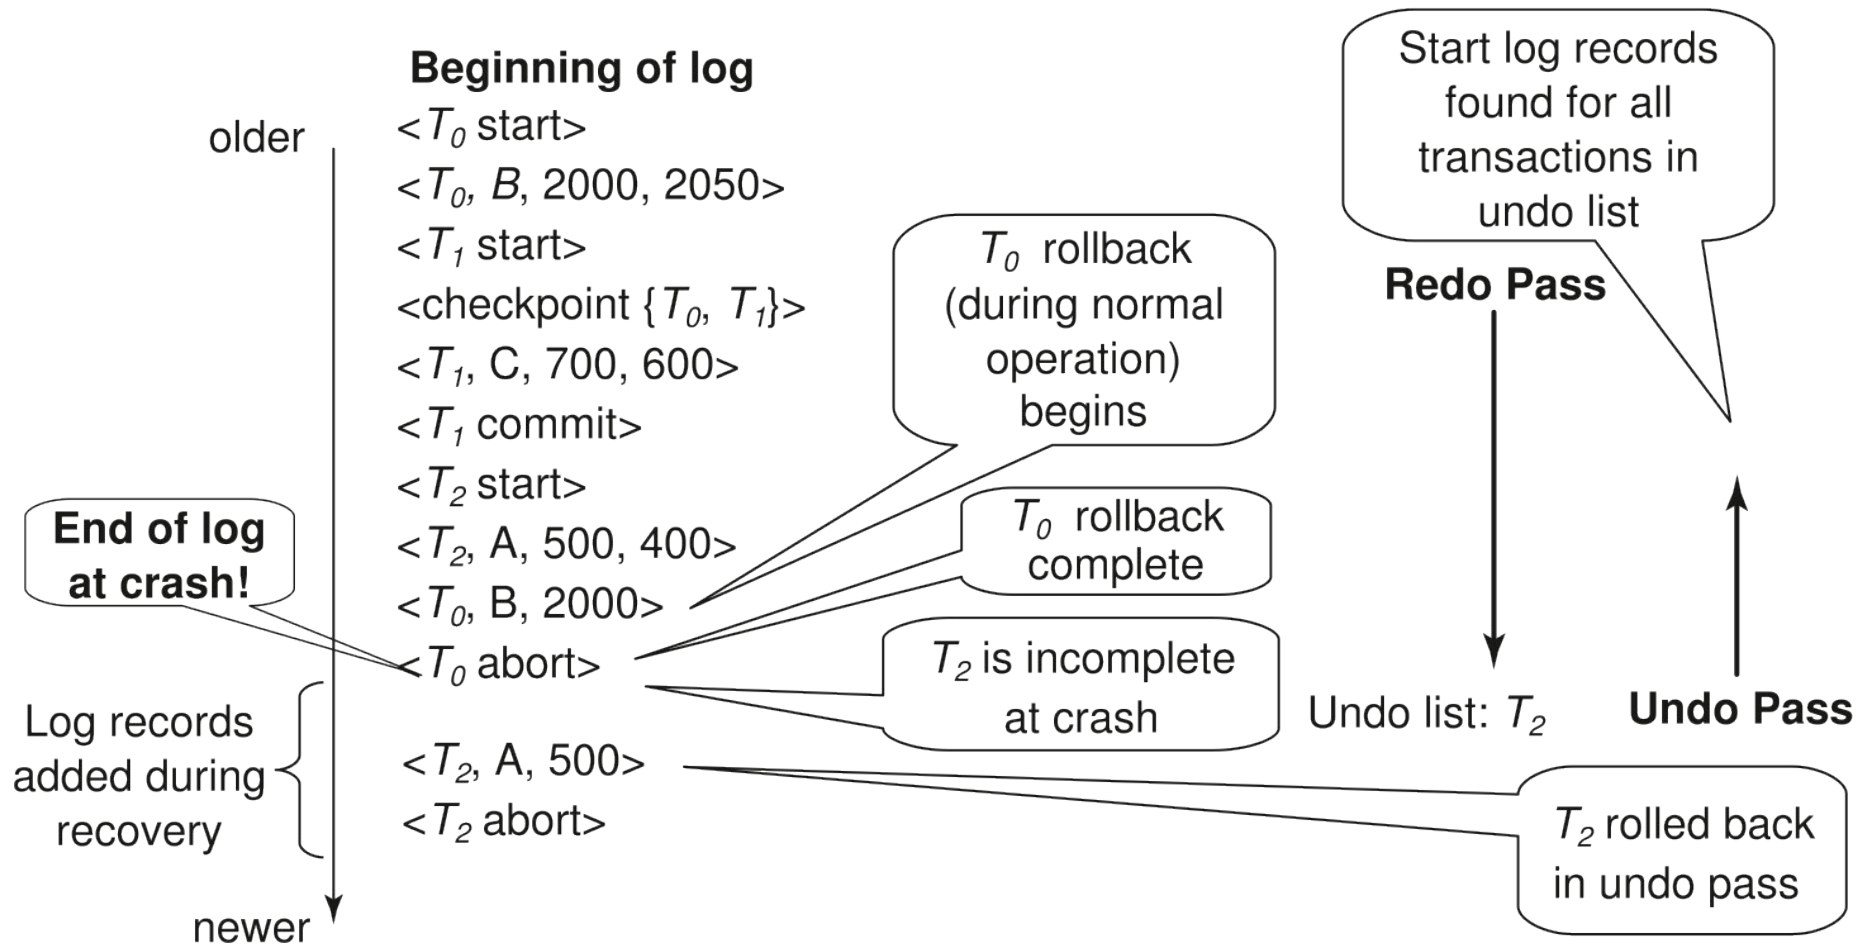 Beginning of log
older
<T0 start>
<T0, B, 2000, 2050>
<T1 start>
<checkpoint {T0, T1}>
<T1, C, 700, 600>
<T1 commit>
<T2 start>
<T2, A, 500, 400>
<T0, B, 2000>
<T0 abort>
<T2, A, 500>
<T2 abort>
newer
End of log
at crash!
Log records
added during
recovery
T0 rollback
(during normal
operation)
begins
T0 rollback
complete
T2 is incomplete
at crash
Start log records
found for all
transactions in
undo list
Redo Pass
Undo list: T2
Undo Pass
T2 rolled back
in undo pass